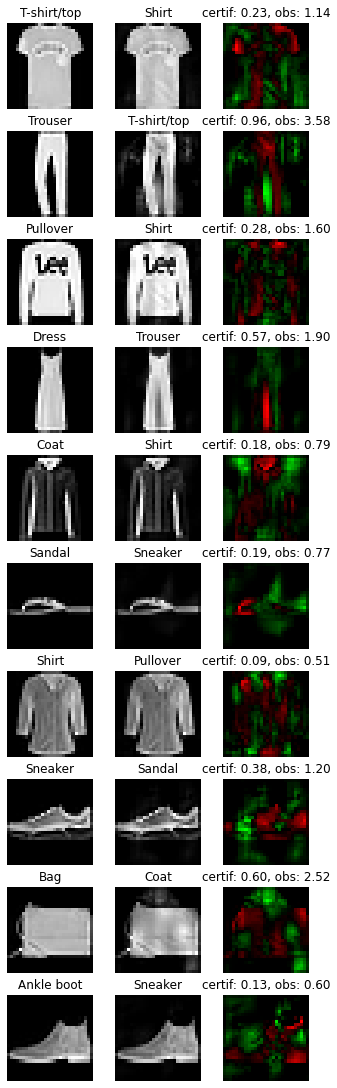 T-shirt/top Shirt certif: 0.23, obs: 1.14
Trouser T-shirt/top certif: 0.96, obs: 3.58
Pullover Shirt certif: 0.28, obs: 1.60
Lee Lee
Dress Trouser certif: 0.57, obs: 1.90
Coat Shirt certif: 0.18, obs: 0.79
Sandal Sneaker certif: 0.19, obs: 0.77
Shirt Pullover certif: 0.09, obs: 0.51
Sneaker Sandal certif: 0.38, obs: 1.20
Bag Coat certif: 0.60, obs: 2.52
Ankle boot Sneaker certif: 0.13, obs: 0.60